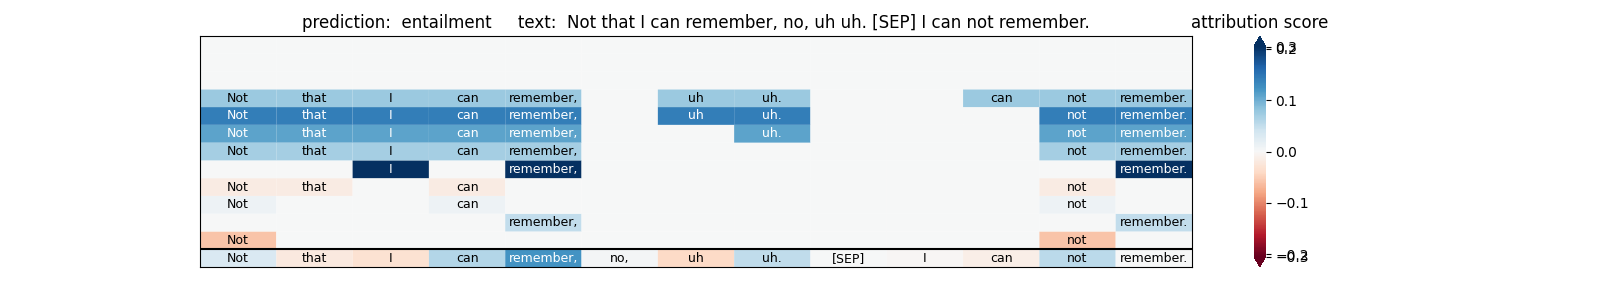 prediction:  entailment     text:  Not that I can remember, no, uh uh. [SEP] I can not remember.
attribution score
Not that I can remember, uh uh. can not remember.
Not that I can remember, uh uh. not remember.
Not that I can remember, uh. not remember.
Not that I can remember, not remember.
I remember, remember.
Not that can not
Not can not
remember, remember.
Not not
Not that I can remember, no, uh uh. [SEP] I can not remember.
0.1
0.0
−0.1